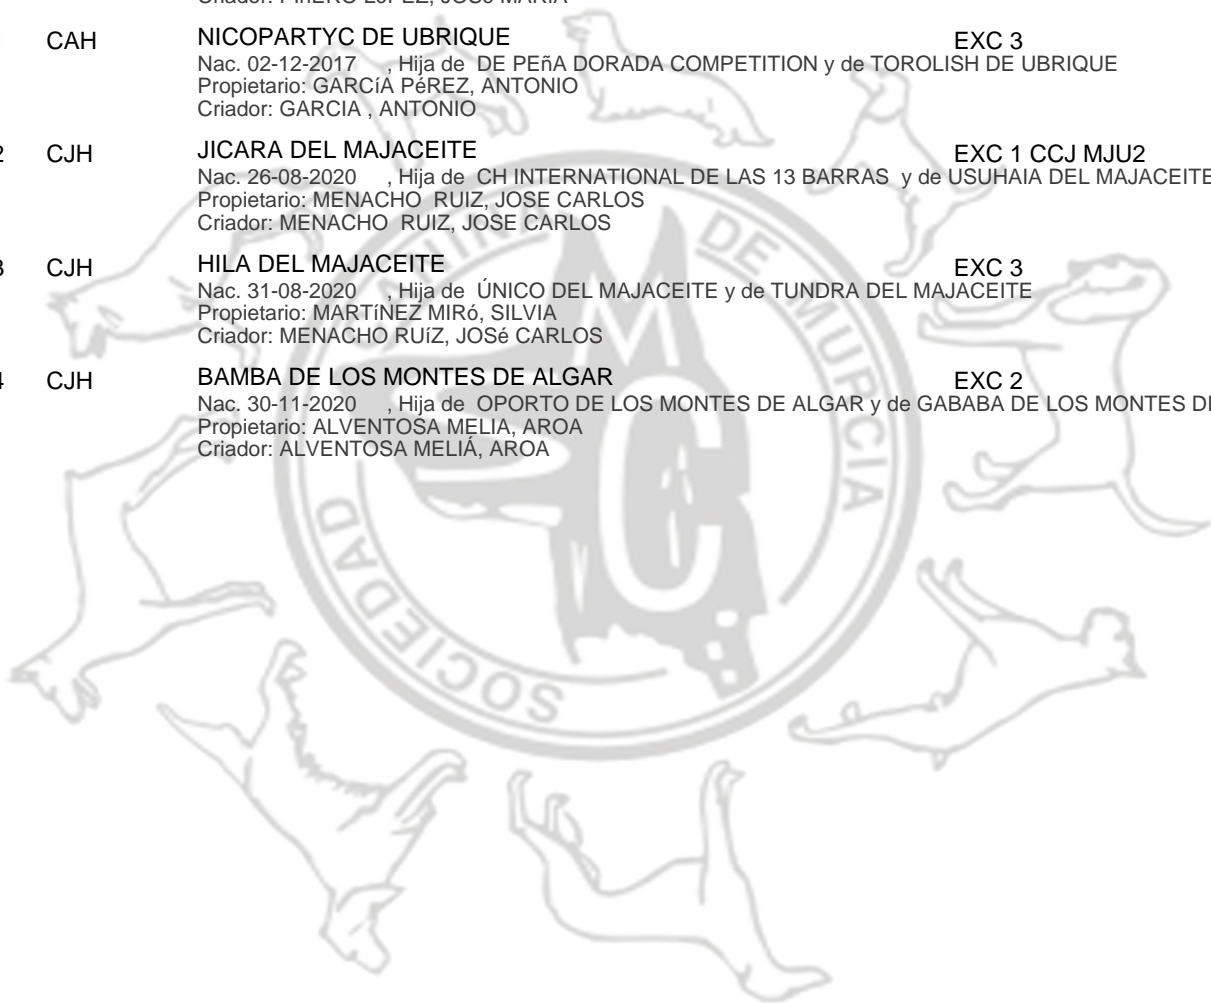 CAH NICOPARTYC DE UBRIQUE EXC 3
Nac. 02-12-2017 , Hija de DE PEñA DORADA COMPETITION y de TOROLISH DE UBRIQUE
Propietario: GARCíA PéREZ, ANTONIO
Criador: GARCIA , ANTONIO
2 CJH JICARA DEL MAJACEITE EXC 1 CCJ MJU2
Nac. 26-08-2020 , Hija de CH INTERNATIONAL DE LAS 13 BARRAS y de USUHAIA DEL MAJACEITE
Propietario: MENACHO RUIZ, JOSE CARLOS
Criador: MENACHO RUIZ, JOSE CARLOS
3 CJH HILA DEL MAJACEITE EXC 3
Nac. 31-08-2020 , Hija de ÚNICO DEL MAJACEITE y de TUNDRA DEL MAJACEITE
Propietario: MARTíNEZ MIRó, SILVIA
Criador: MENACHO RUíZ, JOSé CARLOS
4 CJH BAMBA DE LOS MONTES DE ALGAR EXC 2
Nac. 30-11-2020 , Hija de OPORTO DE LOS MONTES DE ALGAR y de GABABA DE LOS MONTES
Propietario: ALVENTOSA MELIA, AROA
Criador: ALVENTOSA MELIÁ, AROA
SOCIEDAD DE MURCIA
M
C